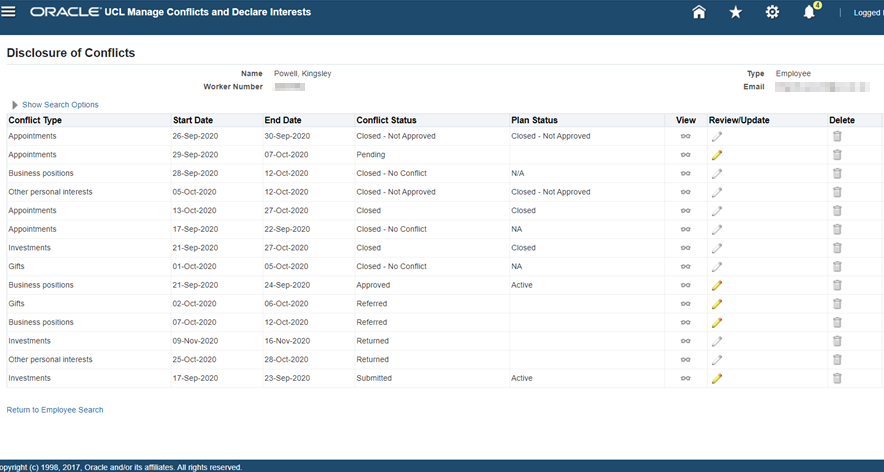 ORACLE® UCL Manage Conflicts and Declare Interests 4 Logged
Disclosure of Conflicts
Name Powell, Kingsley Type Employee
Worker Number Email
Show Search Options
Conflict Type Start Date End Date Conflict Status Plan Status View Review/Update Delete
Appointments 26-Sep-2020 30-Sep-2020 Closed - Not Approved Closed - Not Approved
Appointments 29-Sep-2020 07-Oct-2020 Pending
Business positions 28-Sep-2020 12-Oct-2020 Closed - No Conflict N/A
Other personal interests 05-Oct-2020 12-Oct-2020 Closed - Not Approved Closed - Not Approved
Appointments 13-Oct-2020 27-Oct-2020 Closed Closed
Appointments 17-Sep-2020 22-Sep-2020 Closed - No Conflict NA
Investments 21-Sep-2020 27-Oct-2020 Closed Closed
Gifts 01-Oct-2020 05-Oct-2020 Closed - No Conflict NA
Business positions 21-Sep-2020 24-Sep-2020 Approved Active
Gifts 02-Oct-2020 06-Oct-2020 Referred
Business positions 07-Oct-2020 12-Oct-2020 Referred
Investments 09-Nov-2020 16-Nov-2020 Returned
Other personal interests 25-Oct-2020 28-Oct-2020 Returned
Investments 17-Sep-2020 23-Sep-2020 Submitted Active
Return to Employee Search
opyright (c) 1998, 2017, Oracle and/or its affiliates. All rights reserved.